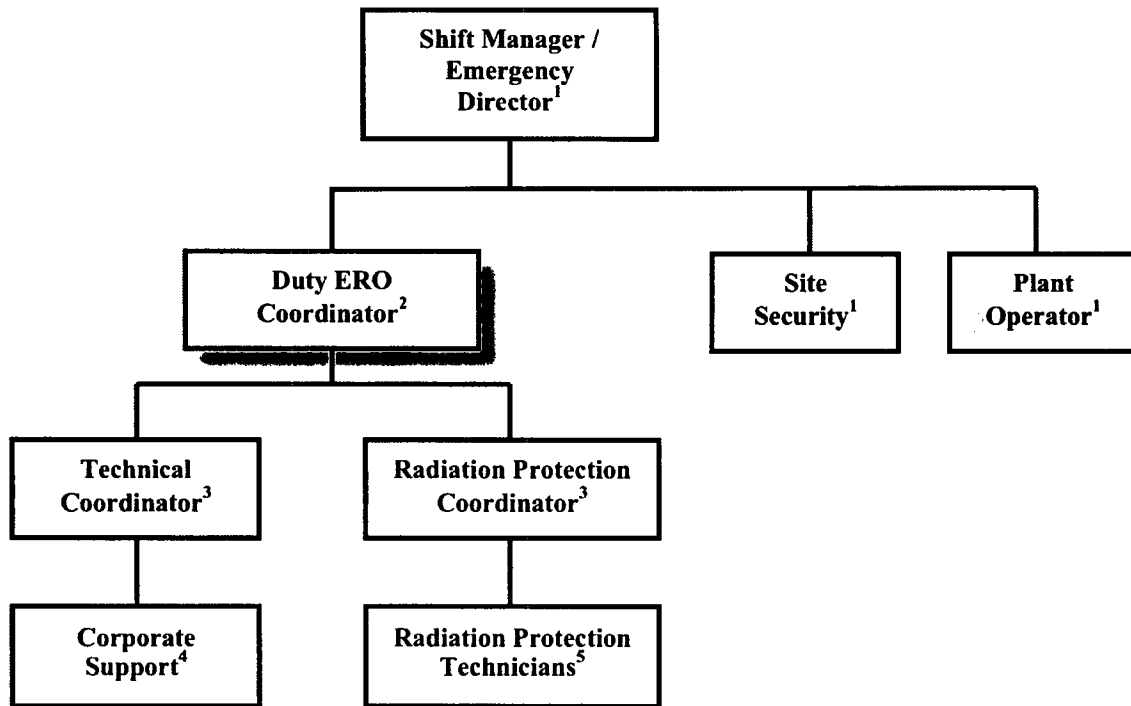 Shift Manager /
Emergency
Director¹
Duty ERO
Coordinator²
Site
Security¹
Plant
Operator¹
Technical
Coordinator³
Radiation Protection
Coordinator³
Corporate
Support⁴
Radiation Protection
Technicians⁵